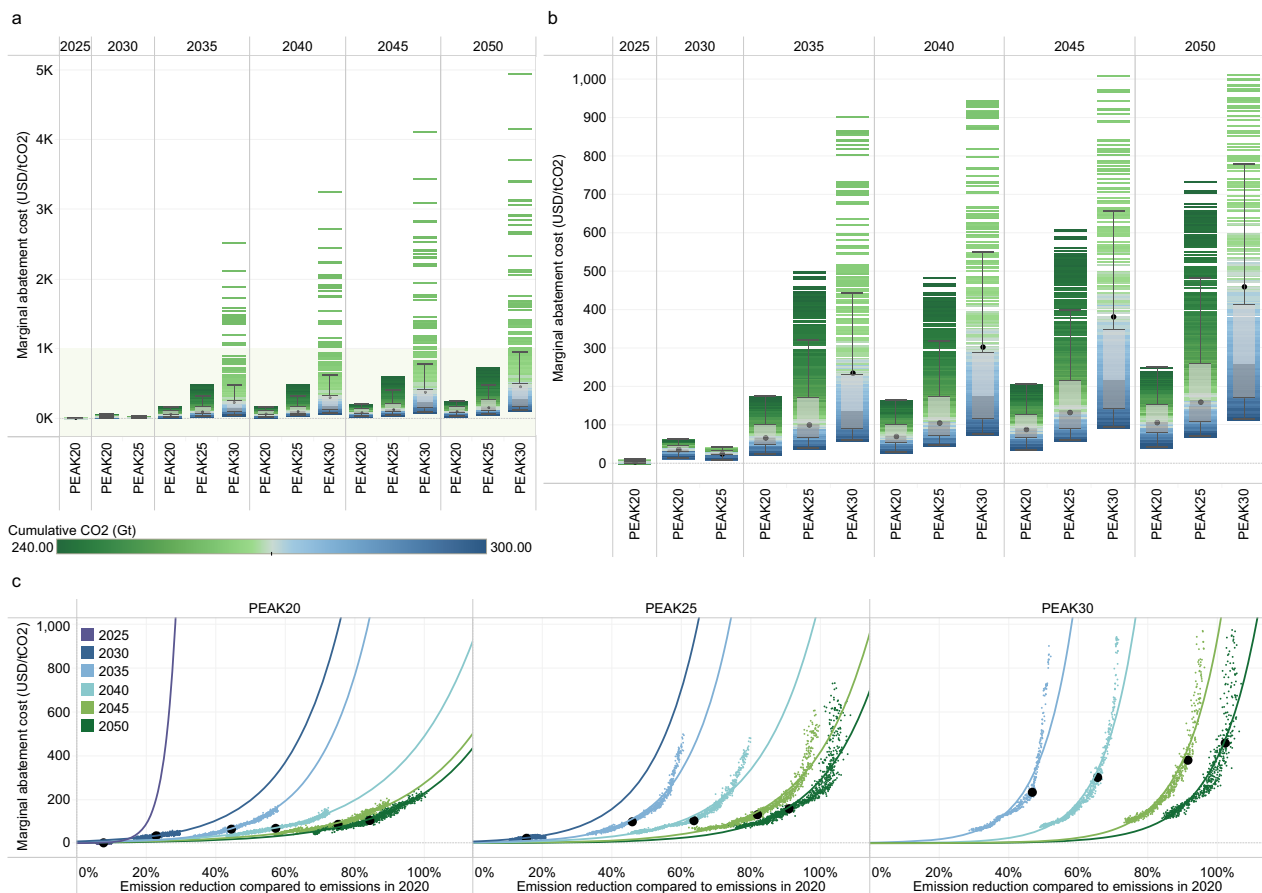 a
2025 2030 2035 2040 2045 2050
5K
4K
3K
2K
1K
0K
Marginal abatement cost (USD/tCO2)
PEAK20 PEAK20 PEAK25 PEAK20 PEAK25 PEAK30 PEAK20 PEAK25 PEAK30 PEAK20 PEAK25 PEAK30 PEAK20 PEAK25 PEAK30
Cumulative CO2 (Gt)
240.00 300.00
b
2025 2030 2035 2040 2045 2050
1,000
900
800
700
600
500
400
300
200
100
0
Marginal abatement cost (USD/tCO2)
PEAK20 PEAK20 PEAK25 PEAK20 PEAK25 PEAK30 PEAK20 PEAK25 PEAK30 PEAK20 PEAK25 PEAK30 PEAK20 PEAK25 PEAK30
c
PEAK20 PEAK25 PEAK30
1,000
800
600
400
200
0
Marginal abatement cost (USD/tCO2)
2025
2030
2035
2040
2045
2050
0% 20% 40% 60% 80% 100% 0% 20% 40% 60% 80% 100% 0% 20% 40% 60% 80% 100%
Emission reduction compared to emissions in 2020 Emission reduction compared to emissions in 2020 Emission reduction compared to emissions in 2020